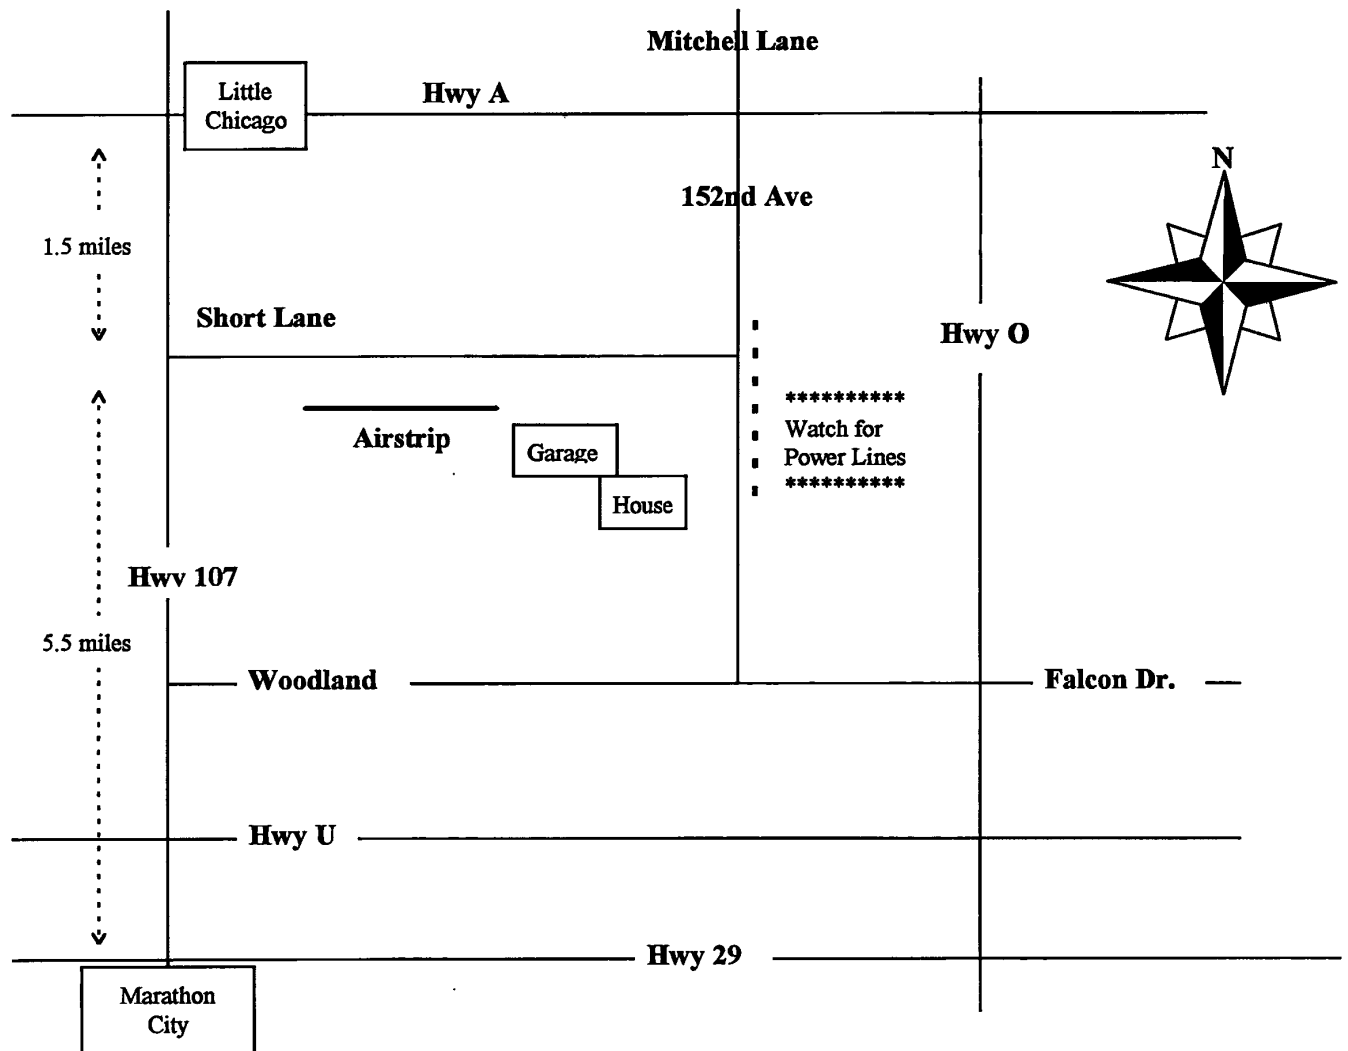 Mitchell Lane
Little
Chicago
Hwy A
N
152nd Ave
1.5 miles
Short Lane
Hwy O
**********
Airstrip
Watch for
Power Lines
**********
Garage
House
Hwv 107
5.5 miles
Woodland
Falcon Dr.
Hwy U
Hwy 29
Marathon
City